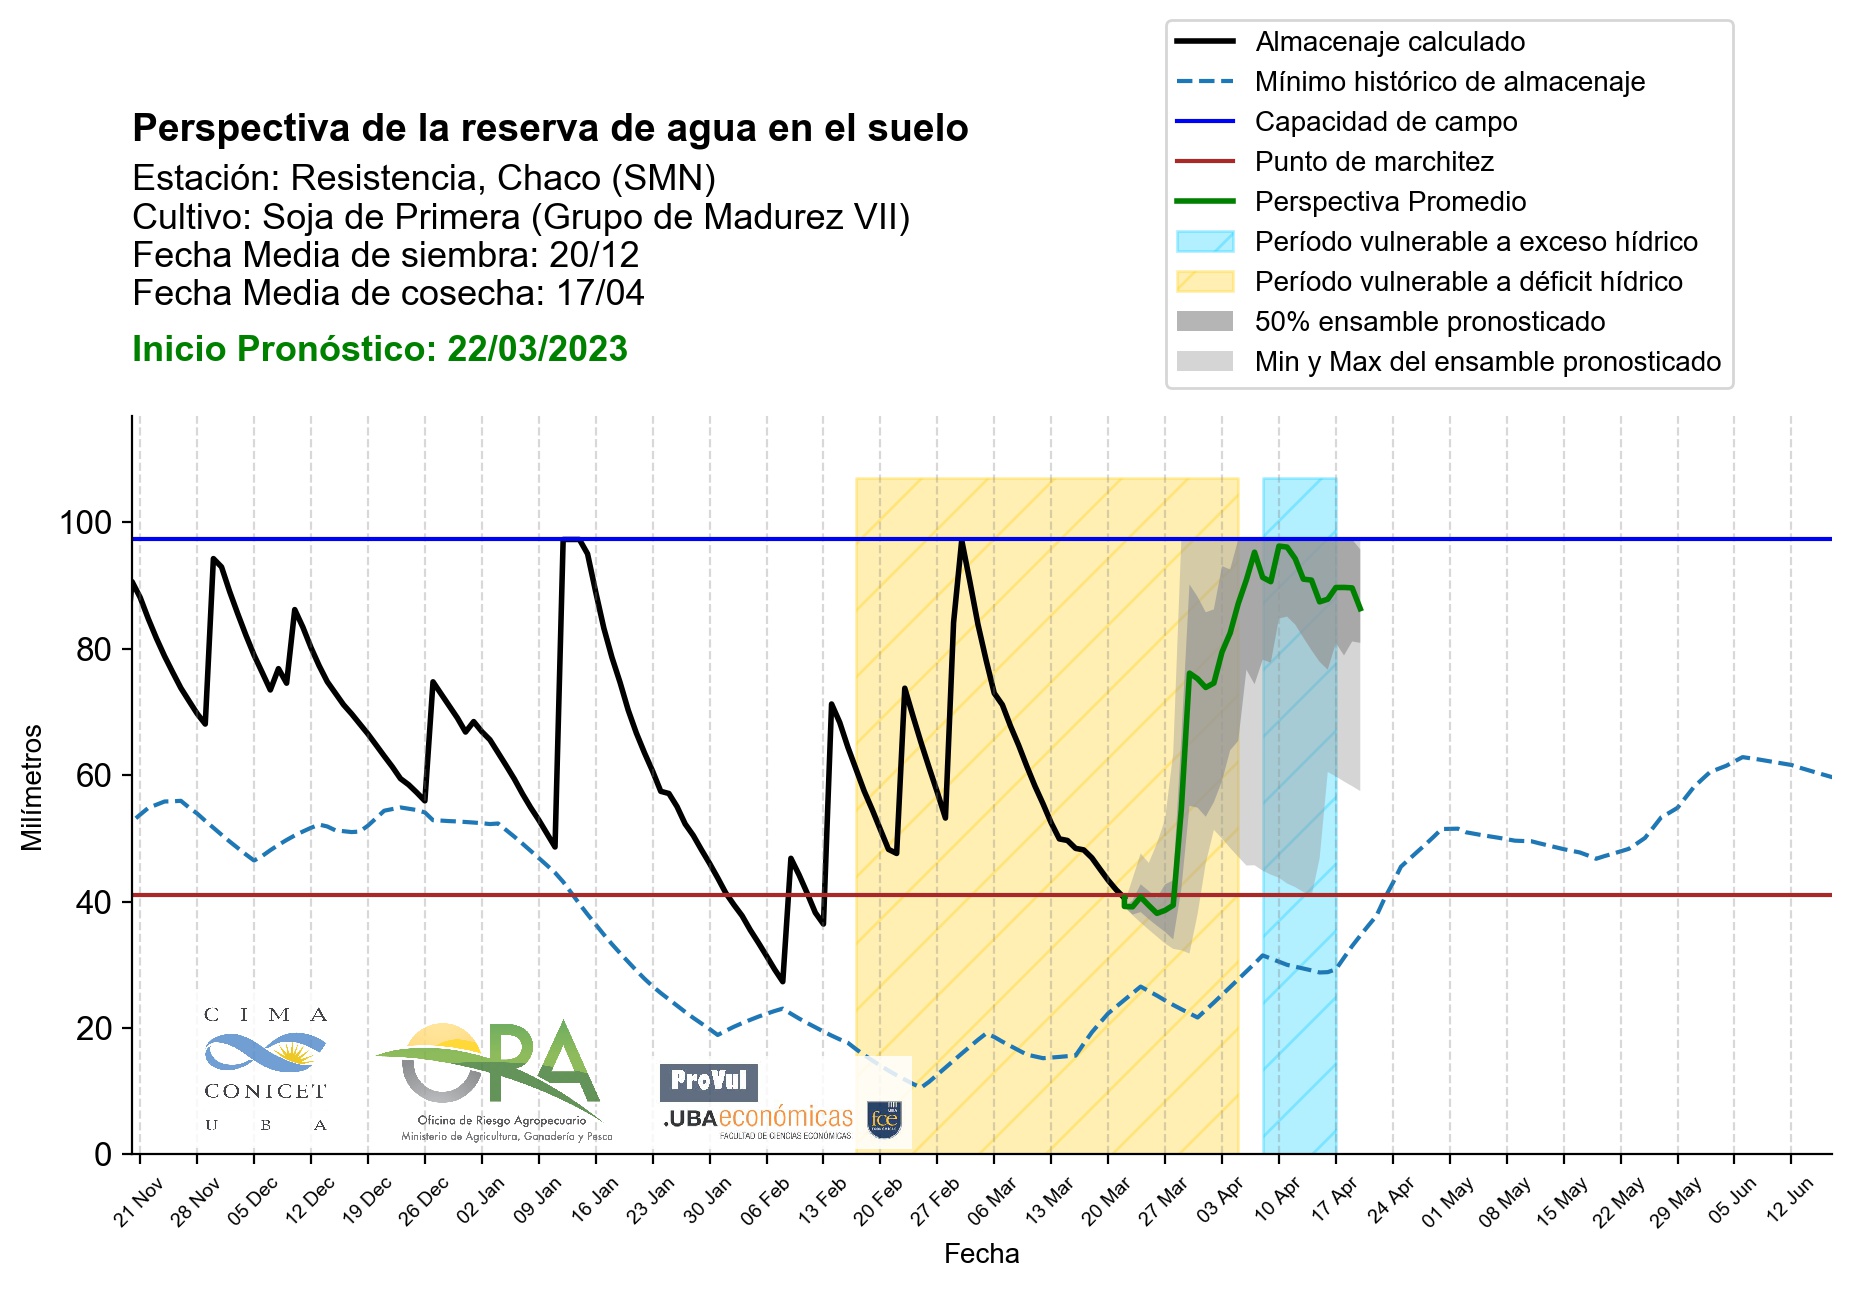 Almacenaje calculado
Mínimo histórico de almacenaje
Capacidad de campo
Punto de marchitez
Perspectiva Promedio
Período vulnerable a exceso hídrico
Período vulnerable a déficit hídrico
50% ensamble pronosticado
Min y Max del ensamble pronosticado
Perspectiva de la reserva de agua en el suelo
Estación: Resistencia, Chaco (SMN)
Cultivo: Soja de Primera (Grupo de Madurez VII)
Fecha Media de siembra: 20/12
Fecha Media de cosecha: 17/04
Inicio Pronóstico: 22/03/2023
100
80
60
40
20
0
Milímetros
CIMA
CONICET
UBA
ORA
Oficina de Riesgo Agropecuario
Ministerio de Agricultura, Ganadería y Pesca
ProVul
.UBAeconómicas
FACULTAD DE CIENCIAS ECONÓMICAS
fce
21 Nov
28 Nov
05 Dec
12 Dec
19 Dec
26 Dec
02 Jan
09 Jan
16 Jan
23 Jan
30 Jan
06 Feb
13 Feb
20 Feb
27 Feb
06 Mar
13 Mar
20 Mar
27 Mar
03 Apr
10 Apr
17 Apr
24 Apr
01 May
08 May
15 May
22 May
29 May
05 Jun
12 Jun
Fecha